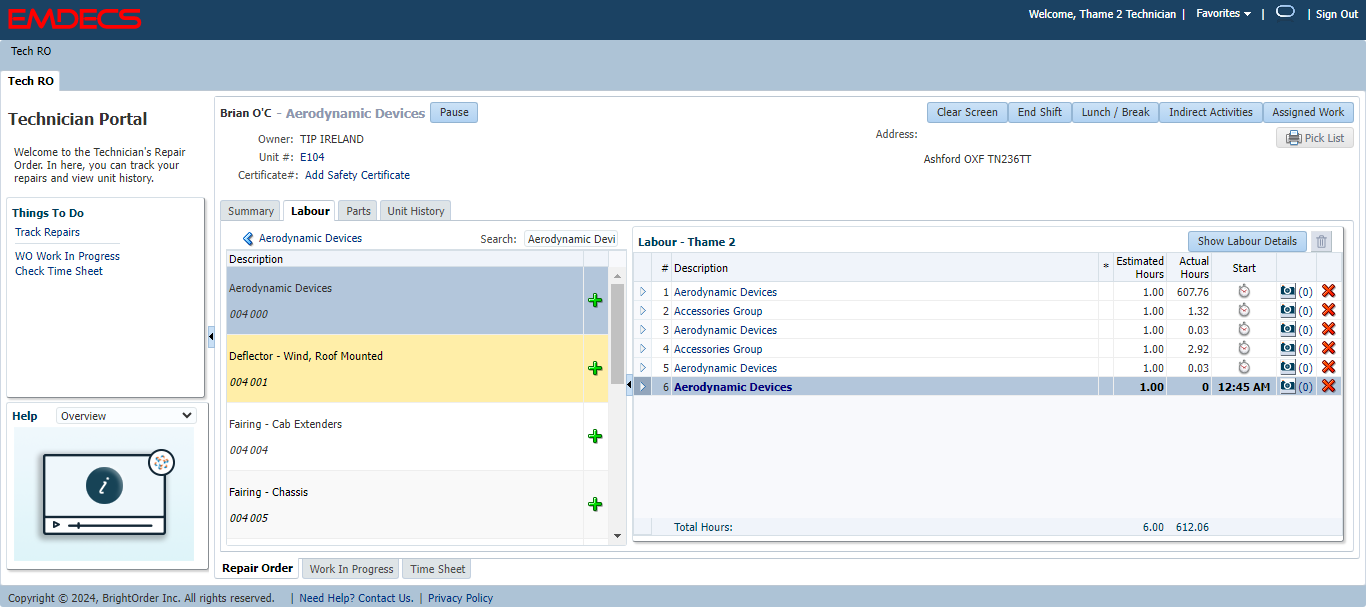 EMDECS
Welcome, Thame 2 Technician | Favorites | | Sign Out
Tech RO
Tech RO
Technician Portal
Welcome to the Technician's Repair
Order. In here, you can track your
repairs and view unit history.
Things To Do
Track Repairs
WO Work In Progress
Check Time Sheet
Help Overview
i
Brian O'C - Aerodynamic Devices Pause
Clear Screen End Shift Lunch / Break Indirect Activities Assigned Work
Pick List
Owner: TIP IRELAND
Unit #: E104
Certificate#: Add Safety Certificate
Address:
Ashford OXF TN236TT
Summary Labour Parts Unit History
Aerodynamic Devices Search: Aerodynamic Devi
Description
Aerodynamic Devices
004 000
Deflector - Wind, Roof Mounted
004 001
Fairing - Cab Extenders
004 004
Fairing - Chassis
004 005
Labour - Thame 2 Show Labour Details
# Description * Estimated Hours Actual Hours Start
1 Aerodynamic Devices 1.00 607.76 (0)
2 Accessories Group 1.00 1.32 (0)
3 Aerodynamic Devices 1.00 0.03 (0)
4 Accessories Group 1.00 2.92 (0)
5 Aerodynamic Devices 1.00 0.03 (0)
6 Aerodynamic Devices 1.00 0 12:45 AM (0)
Total Hours: 6.00 612.06
Repair Order Work In Progress Time Sheet
Copyright © 2024, BrightOrder Inc. All rights reserved. | Need Help? Contact Us. | Privacy Policy